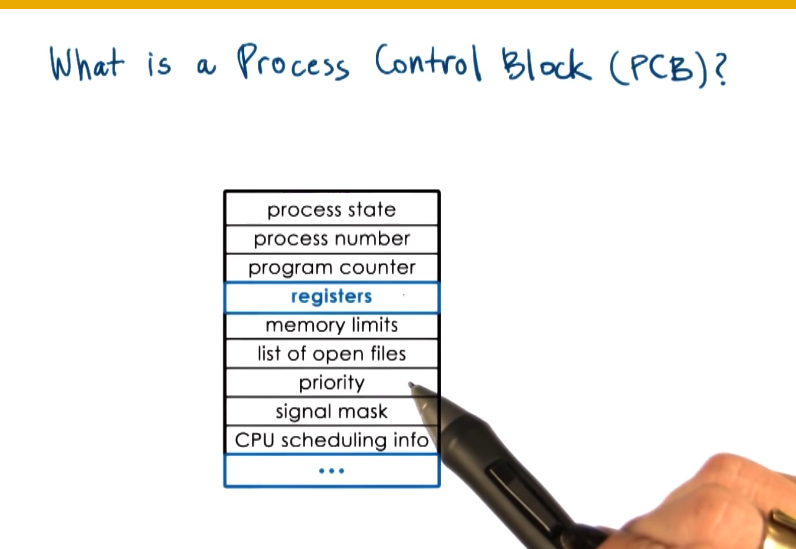 What is a Process Control Block (PCB)?
process state
process number
program counter
registers
memory limits
list of open files
priority
signal mask
CPU scheduling info
...